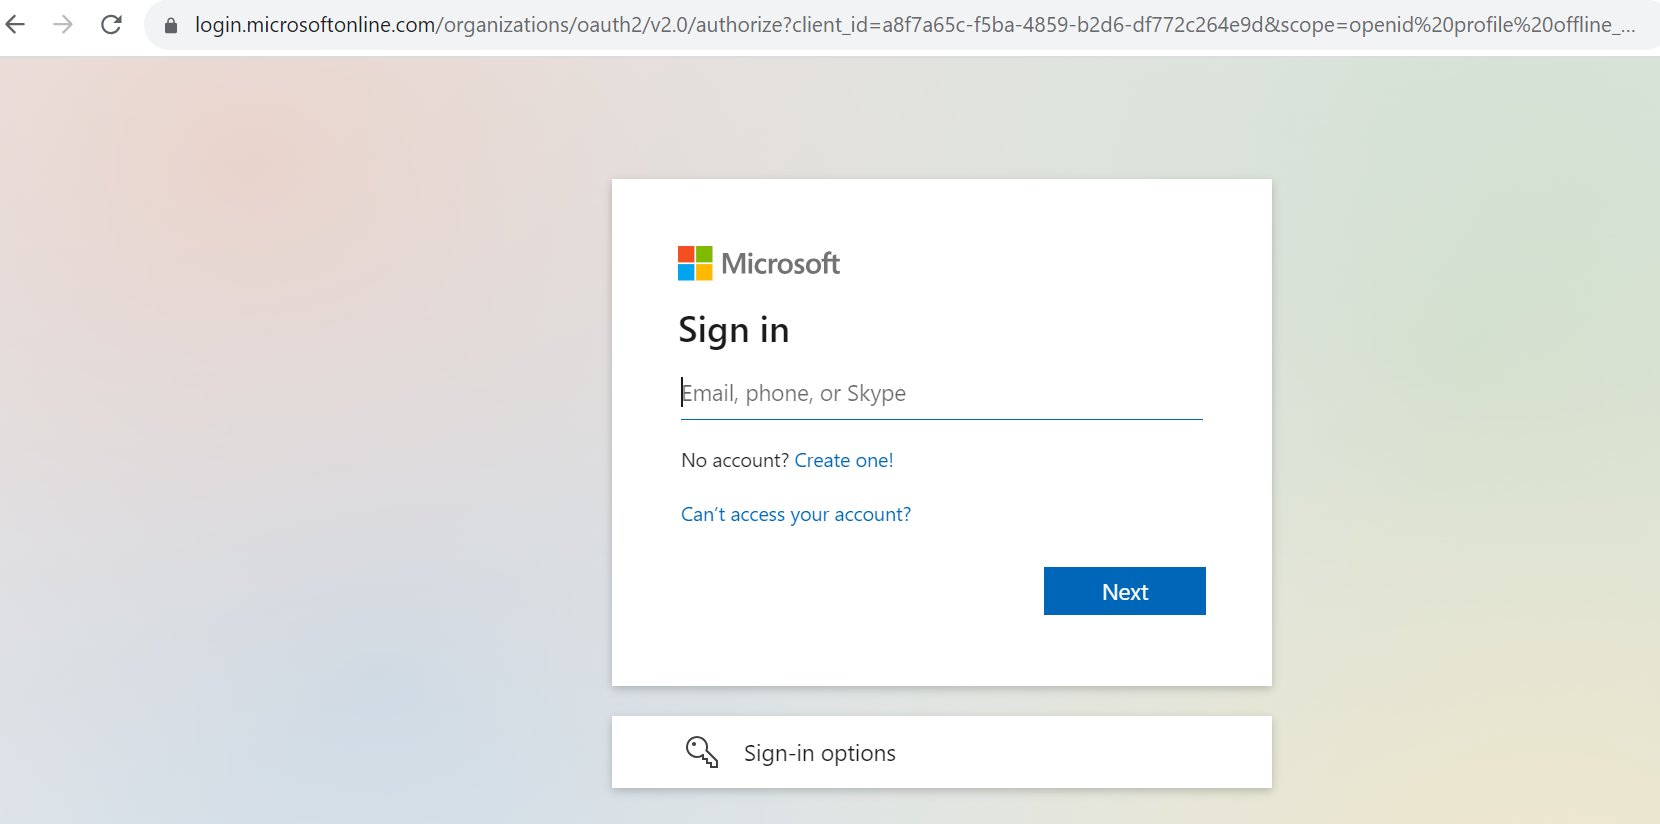 login.microsoftonline.com/organizations/oauth2/v2.0/authorize?client_id=a8f7a65c-f5ba-4859-b2d6-df772c264e9d&scope=openid%20profile%20offline_...
Microsoft
Sign in
Email, phone, or Skype
No account? Create one!
Can't access your account?
Next
Sign-in options